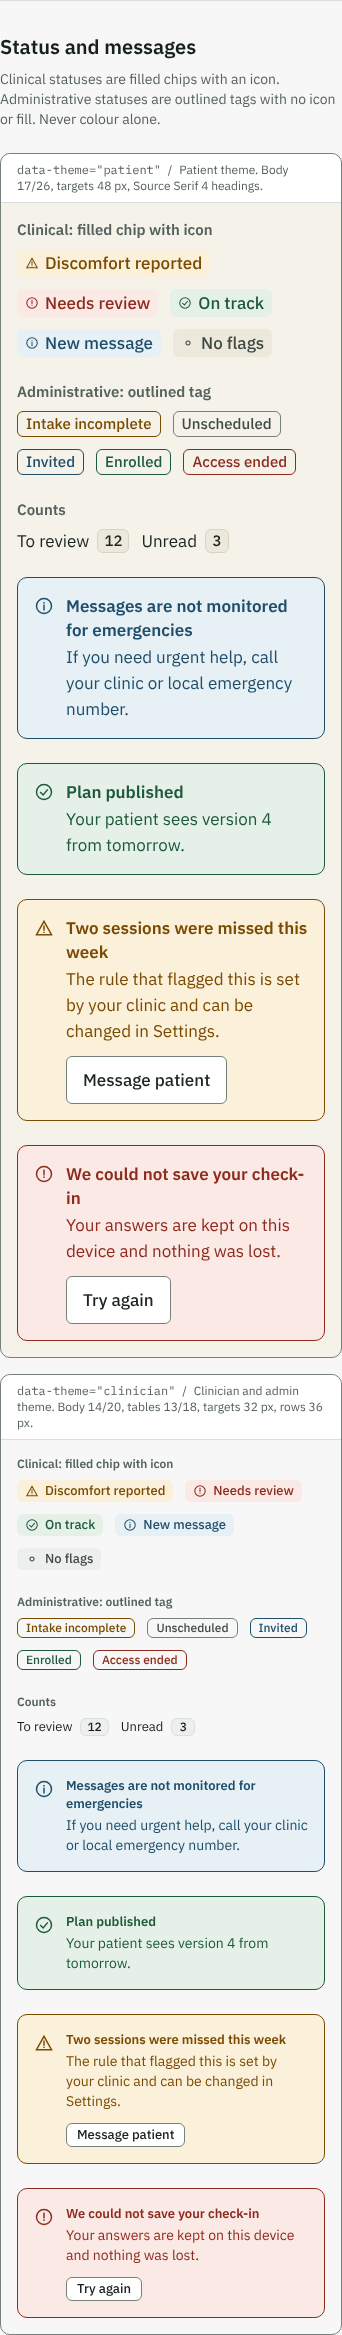 Status and messages
Clinical statuses are filled chips with an icon.
Administrative statuses are outlined tags with no icon
or fill. Never colour alone.
data-theme="patient" / Patient theme. Body
17/26, targets 48 px, Source Serif 4 headings.
Clinical: filled chip with icon
Discomfort reported
Needs review On track
New message No flags
Administrative: outlined tag
Intake incomplete Unscheduled
Invited Enrolled Access ended
Counts
To review 12 Unread 3
Messages are not monitored
for emergencies
If you need urgent help, call
your clinic or local emergency
number.
Plan published
Your patient sees version 4
from tomorrow.
Two sessions were missed this
week
The rule that flagged this is set
by your clinic and can be
changed in Settings.
Message patient
We could not save your check-
in
Your answers are kept on this
device and nothing was lost.
Try again
data-theme="clinician" / Clinician and admin
theme. Body 14/20, tables 13/18, targets 32 px, rows 36
px.
Clinical: filled chip with icon
Discomfort reported Needs review
On track New message
No flags
Administrative: outlined tag
Intake incomplete Unscheduled Invited
Enrolled Access ended
Counts
To review 12 Unread 3
Messages are not monitored for
emergencies
If you need urgent help, call your clinic
or local emergency number.
Plan published
Your patient sees version 4 from
tomorrow.
Two sessions were missed this week
The rule that flagged this is set by
your clinic and can be changed in
Settings.
Message patient
We could not save your check-in
Your answers are kept on this device
and nothing was lost.
Try again